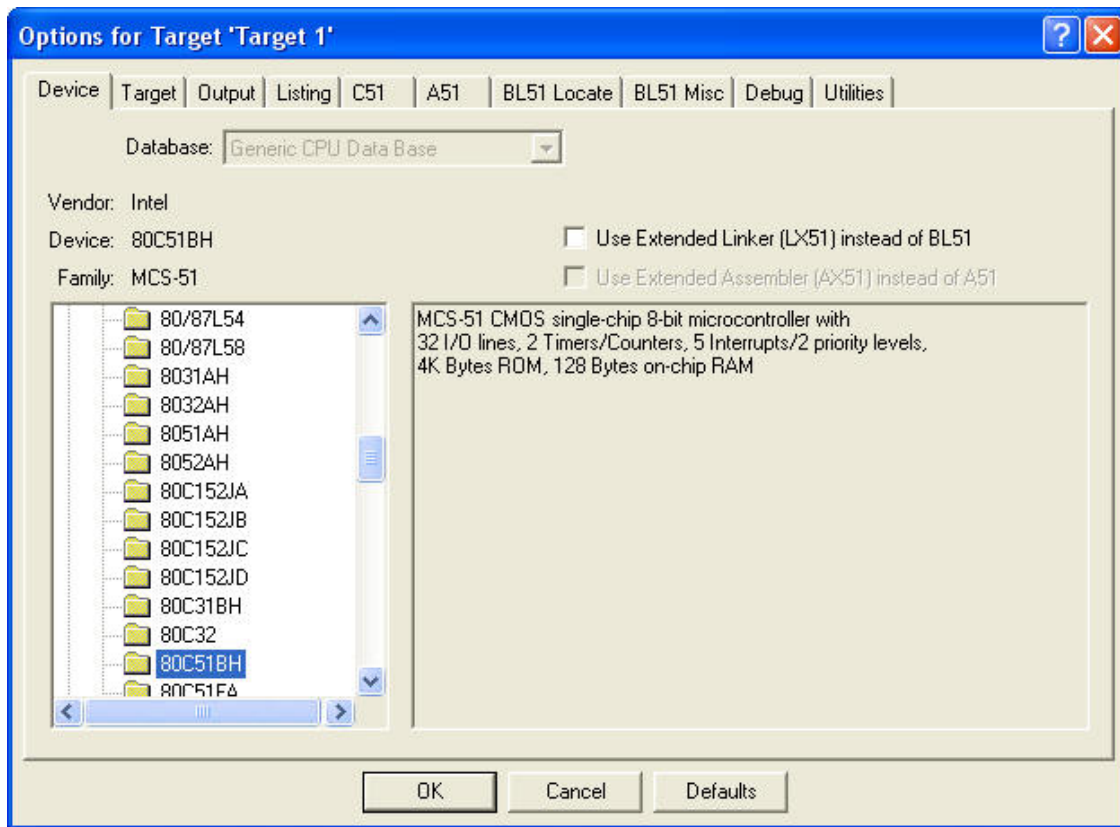 Options for Target 'Target 1'
Device Target Output Listing C51 A51 BL51 Locate BL51 Misc Debug Utilities
Database: Generic CPU Data Base
Vendor: Intel
Device: 80C51BH
Use Extended Linker (LX51) instead of BL51
Family: MCS-51
Use Extended Assembler (AX51) instead of A51
80/87L54
80/87L58
8031AH
8032AH
8051AH
8052AH
80C152JA
80C152JB
80C152JC
80C152JD
80C31BH
80C32
80C51BH
80C51FA
MCS-51 CMOS single-chip 8-bit microcontroller with
32 I/O lines, 2 Timers/Counters, 5 Interrupts/2 priority levels,
4K Bytes ROM, 128 Bytes on-chip RAM
OK Cancel Defaults